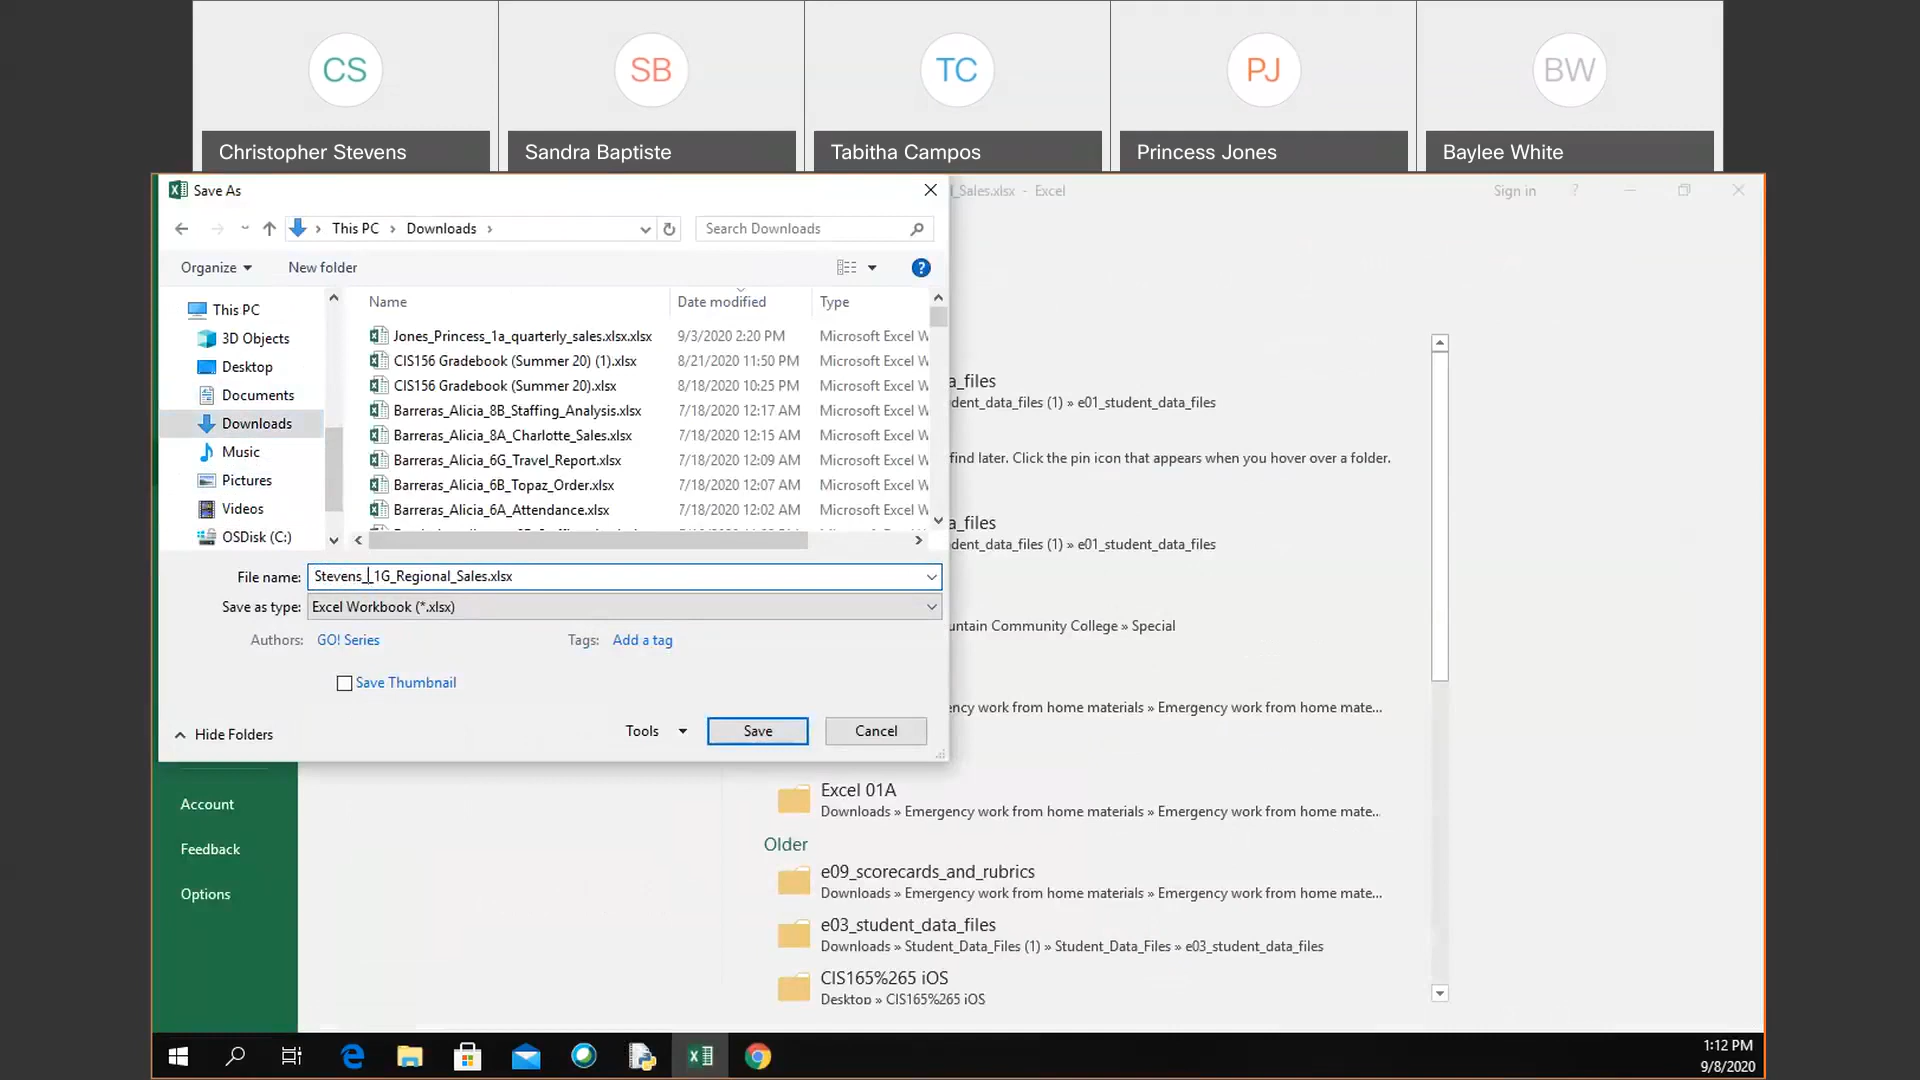 CS
SB
TC
PJ
BW
Christopher Stevens
Sandra Baptiste
Tabitha Campos
Princess Jones
Baylee White
Save As
l_Sales.xlsx - Excel
Sign in
?
This PC > Downloads >
Search Downloads
Organize
New folder
?
Name
Date modified
Type
This PC
3D Objects
Desktop
Documents
Downloads
Music
Pictures
Videos
OSDisk (C:)
Jones_Princess_1a_quarterly_sales.xlsx.xlsx 9/3/2020 2:20 PM Microsoft Excel W
CIS156 Gradebook (Summer 20) (1).xlsx 8/21/2020 11:50 PM Microsoft Excel W
CIS156 Gradebook (Summer 20).xlsx 8/18/2020 10:25 PM Microsoft Excel W
Barreras_Alicia_8B_Staffing_Analysis.xlsx 7/18/2020 12:17 AM Microsoft Excel W
Barreras_Alicia_8A_Charlotte_Sales.xlsx 7/18/2020 12:15 AM Microsoft Excel W
Barreras_Alicia_6G_Travel_Report.xlsx 7/18/2020 12:09 AM Microsoft Excel W
Barreras_Alicia_6B_Topaz_Order.xlsx 7/18/2020 12:07 AM Microsoft Excel W
Barreras_Alicia_6A_Attendance.xlsx 7/18/2020 12:02 AM Microsoft Excel W
File name: Stevens__1G_Regional_Sales.xlsx
Save as type: Excel Workbook (*.xlsx)
Authors: GO! Series
Tags: Add a tag
Save Thumbnail
Hide Folders
Tools
Save
Cancel
a_files
dent_data_files (1) » e01_student_data_files
find later. Click the pin icon that appears when you hover over a folder.
a_files
dent_data_files (1) » e01_student_data_files
untain Community College » Special
ency work from home materials » Emergency work from home mate...
Account
Feedback
Options
Excel 01A
Downloads » Emergency work from home materials » Emergency work from home mate...
Older
e09_scorecards_and_rubrics
Downloads » Emergency work from home materials » Emergency work from home mate...
e03_student_data_files
Downloads » Student_Data_Files (1) » Student_Data_Files » e03_student_data_files
CIS165%265 iOS
Desktop » CIS165%265 iOS
1:12 PM
9/8/2020